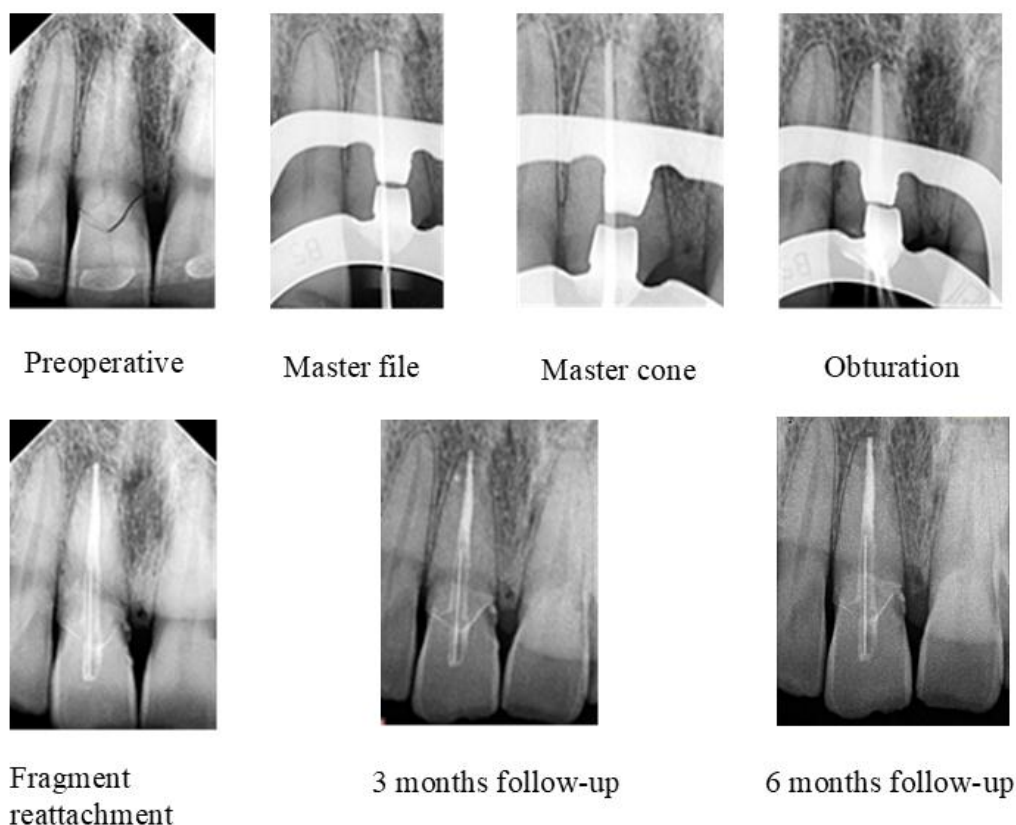 Preoperative
Master file
Master cone
Obturation
Fragment
reattachment
3 months follow-up
6 months follow-up